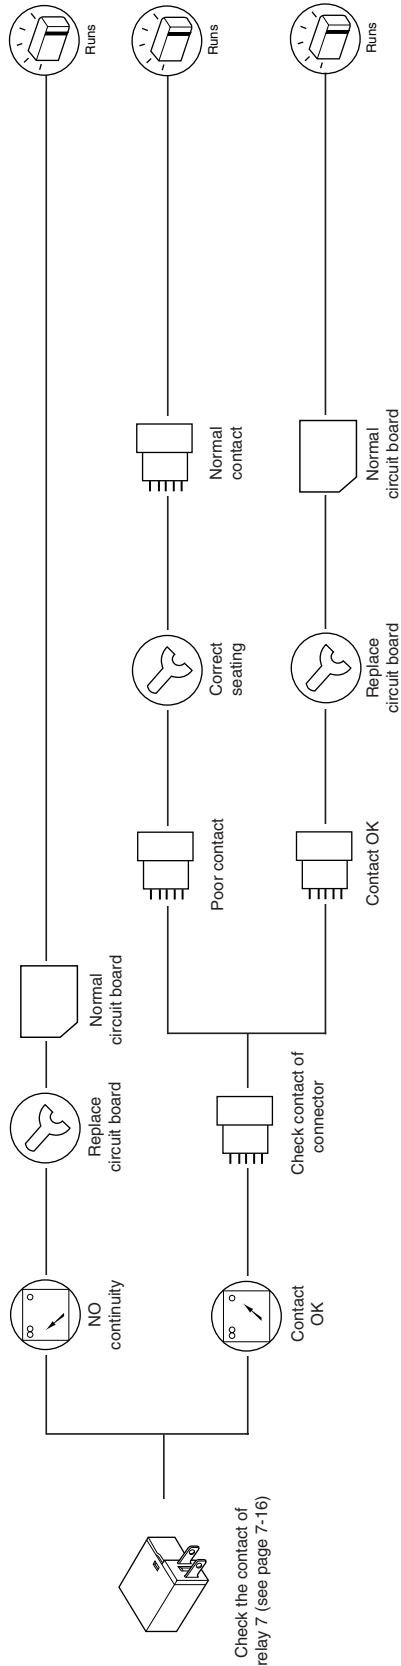 Check the contact of
relay 7 (see page 7-16)
NO
continuity
Replace
circuit board
Normal
circuit board
Runs
Contact
OK
Check contact of
connector
Poor contact
Correct
seating
Normal
contact
Runs
Contact OK
Replace
circuit board
Normal
circuit board
Runs